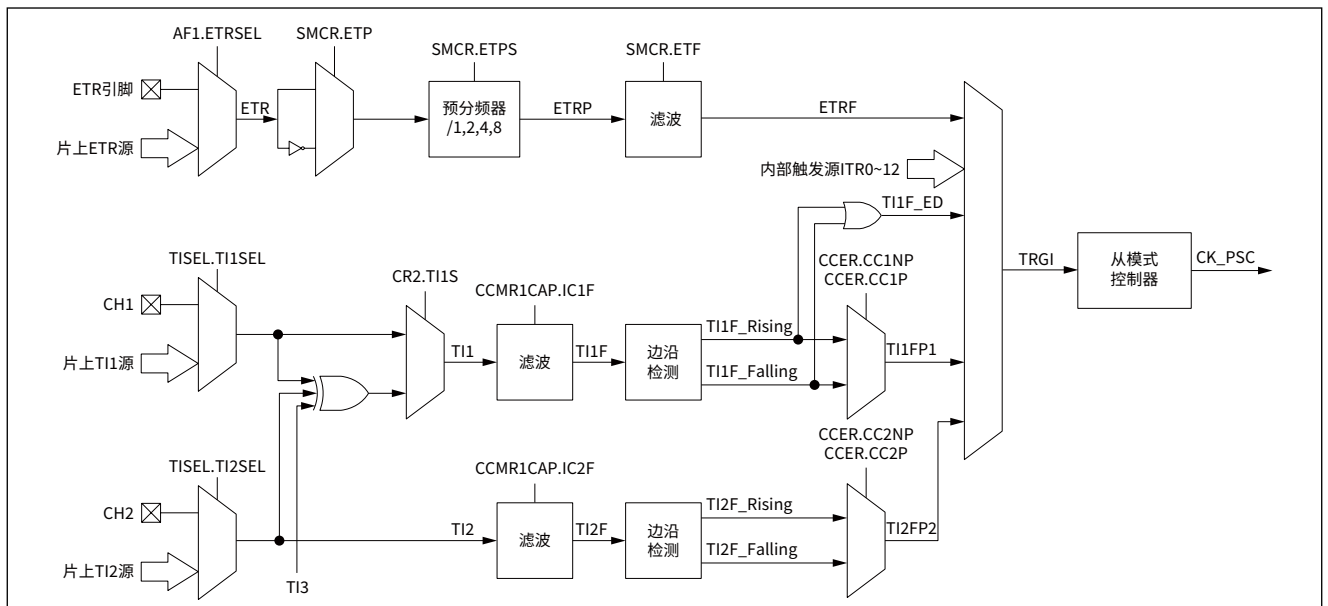 AF1.ETRSEL
SMCR.ETP
SMCR.ETPS
SMCR.ETF
ETR引脚
ETR
预分频器
/1,2,4,8
ETRP
滤波
ETRF
片上ETR源
内部触发源ITR0~12
TI1F_ED
TISEL.TI1SEL
CR2.TI1S
CCMR1CAP.IC1F
CCER.CC1NP
CCER.CC1P
TRGI
从模式
控制器
CK_PSC
CH1
片上TI1源
TI1
滤波
TI1F
边沿
检测
TI1F_Rising
TI1F_Falling
TI1FP1
TISEL.TI2SEL
CCMR1CAP.IC2F
CCER.CC2NP
CCER.CC2P
CH2
片上TI2源
TI3
TI2
滤波
TI2F
边沿
检测
TI2F_Rising
TI2F_Falling
TI2FP2